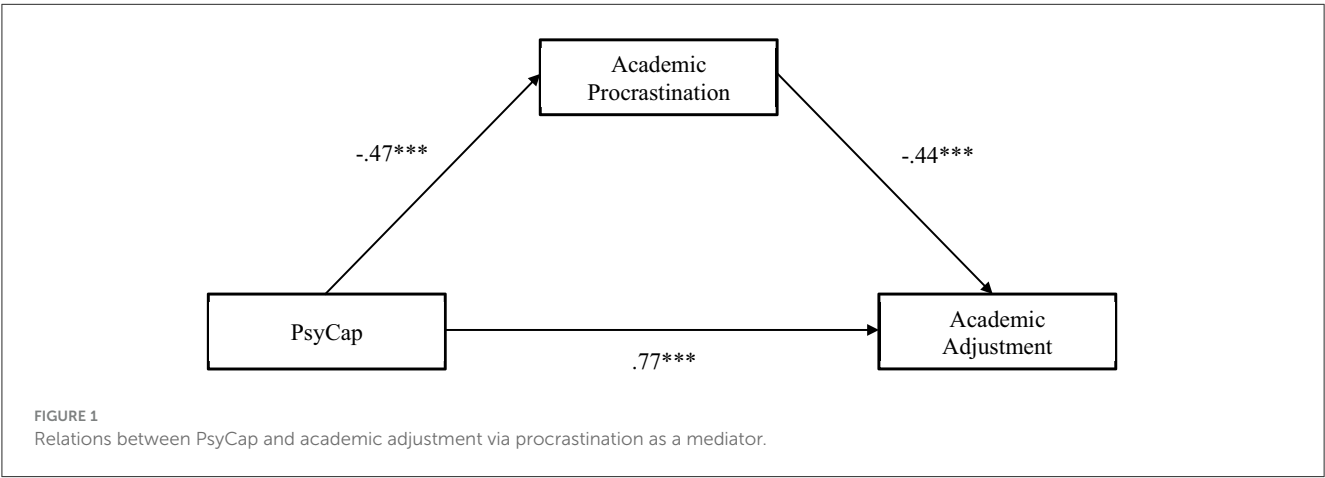 Academic
Procrastination
-.47***
-.44***
PsyCap
Academic
Adjustment
.77***
FIGURE 1
Relations between PsyCap and academic adjustment via procrastination as a mediator.